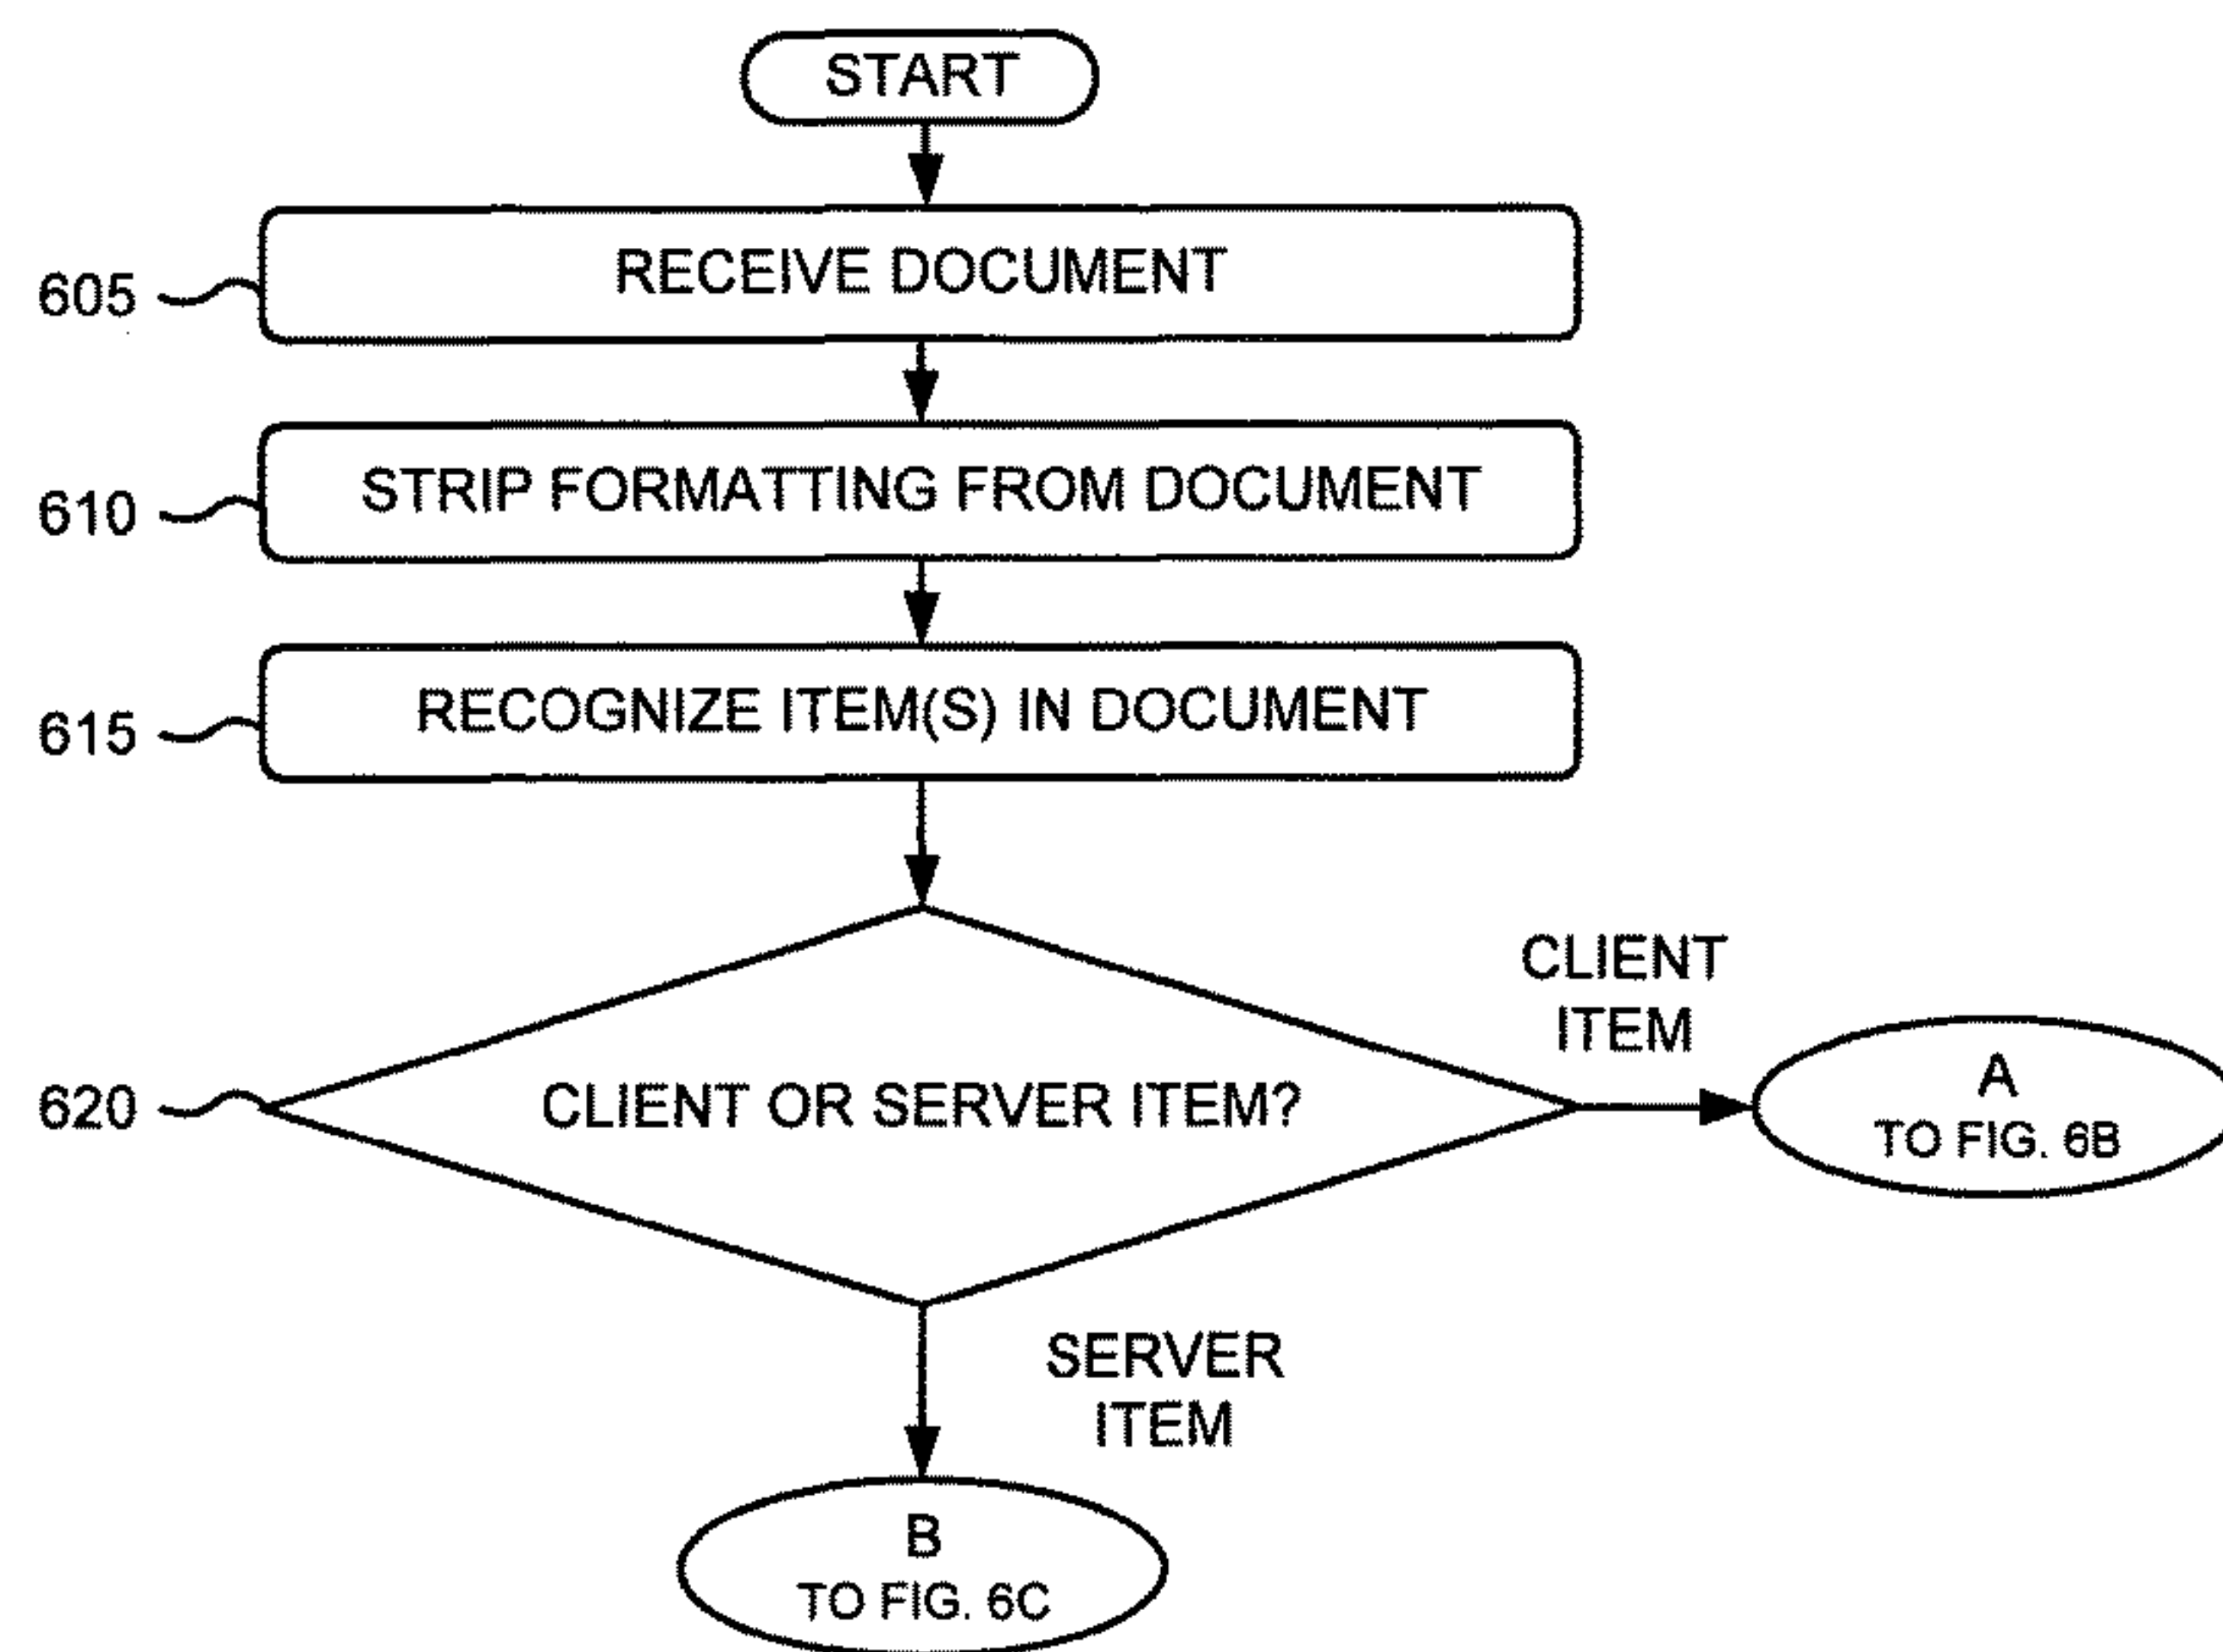 START
RECEIVE DOCUMENT
605
STRIP FORMATTING FROM DOCUMENT
610
RECOGNIZE ITEM(S) IN DOCUMENT
615
CLIENT
ITEM
620
CLIENT OR SERVER ITEM?
A
TO FIG. 6B
SERVER
ITEM
B
TO FIG. 6C